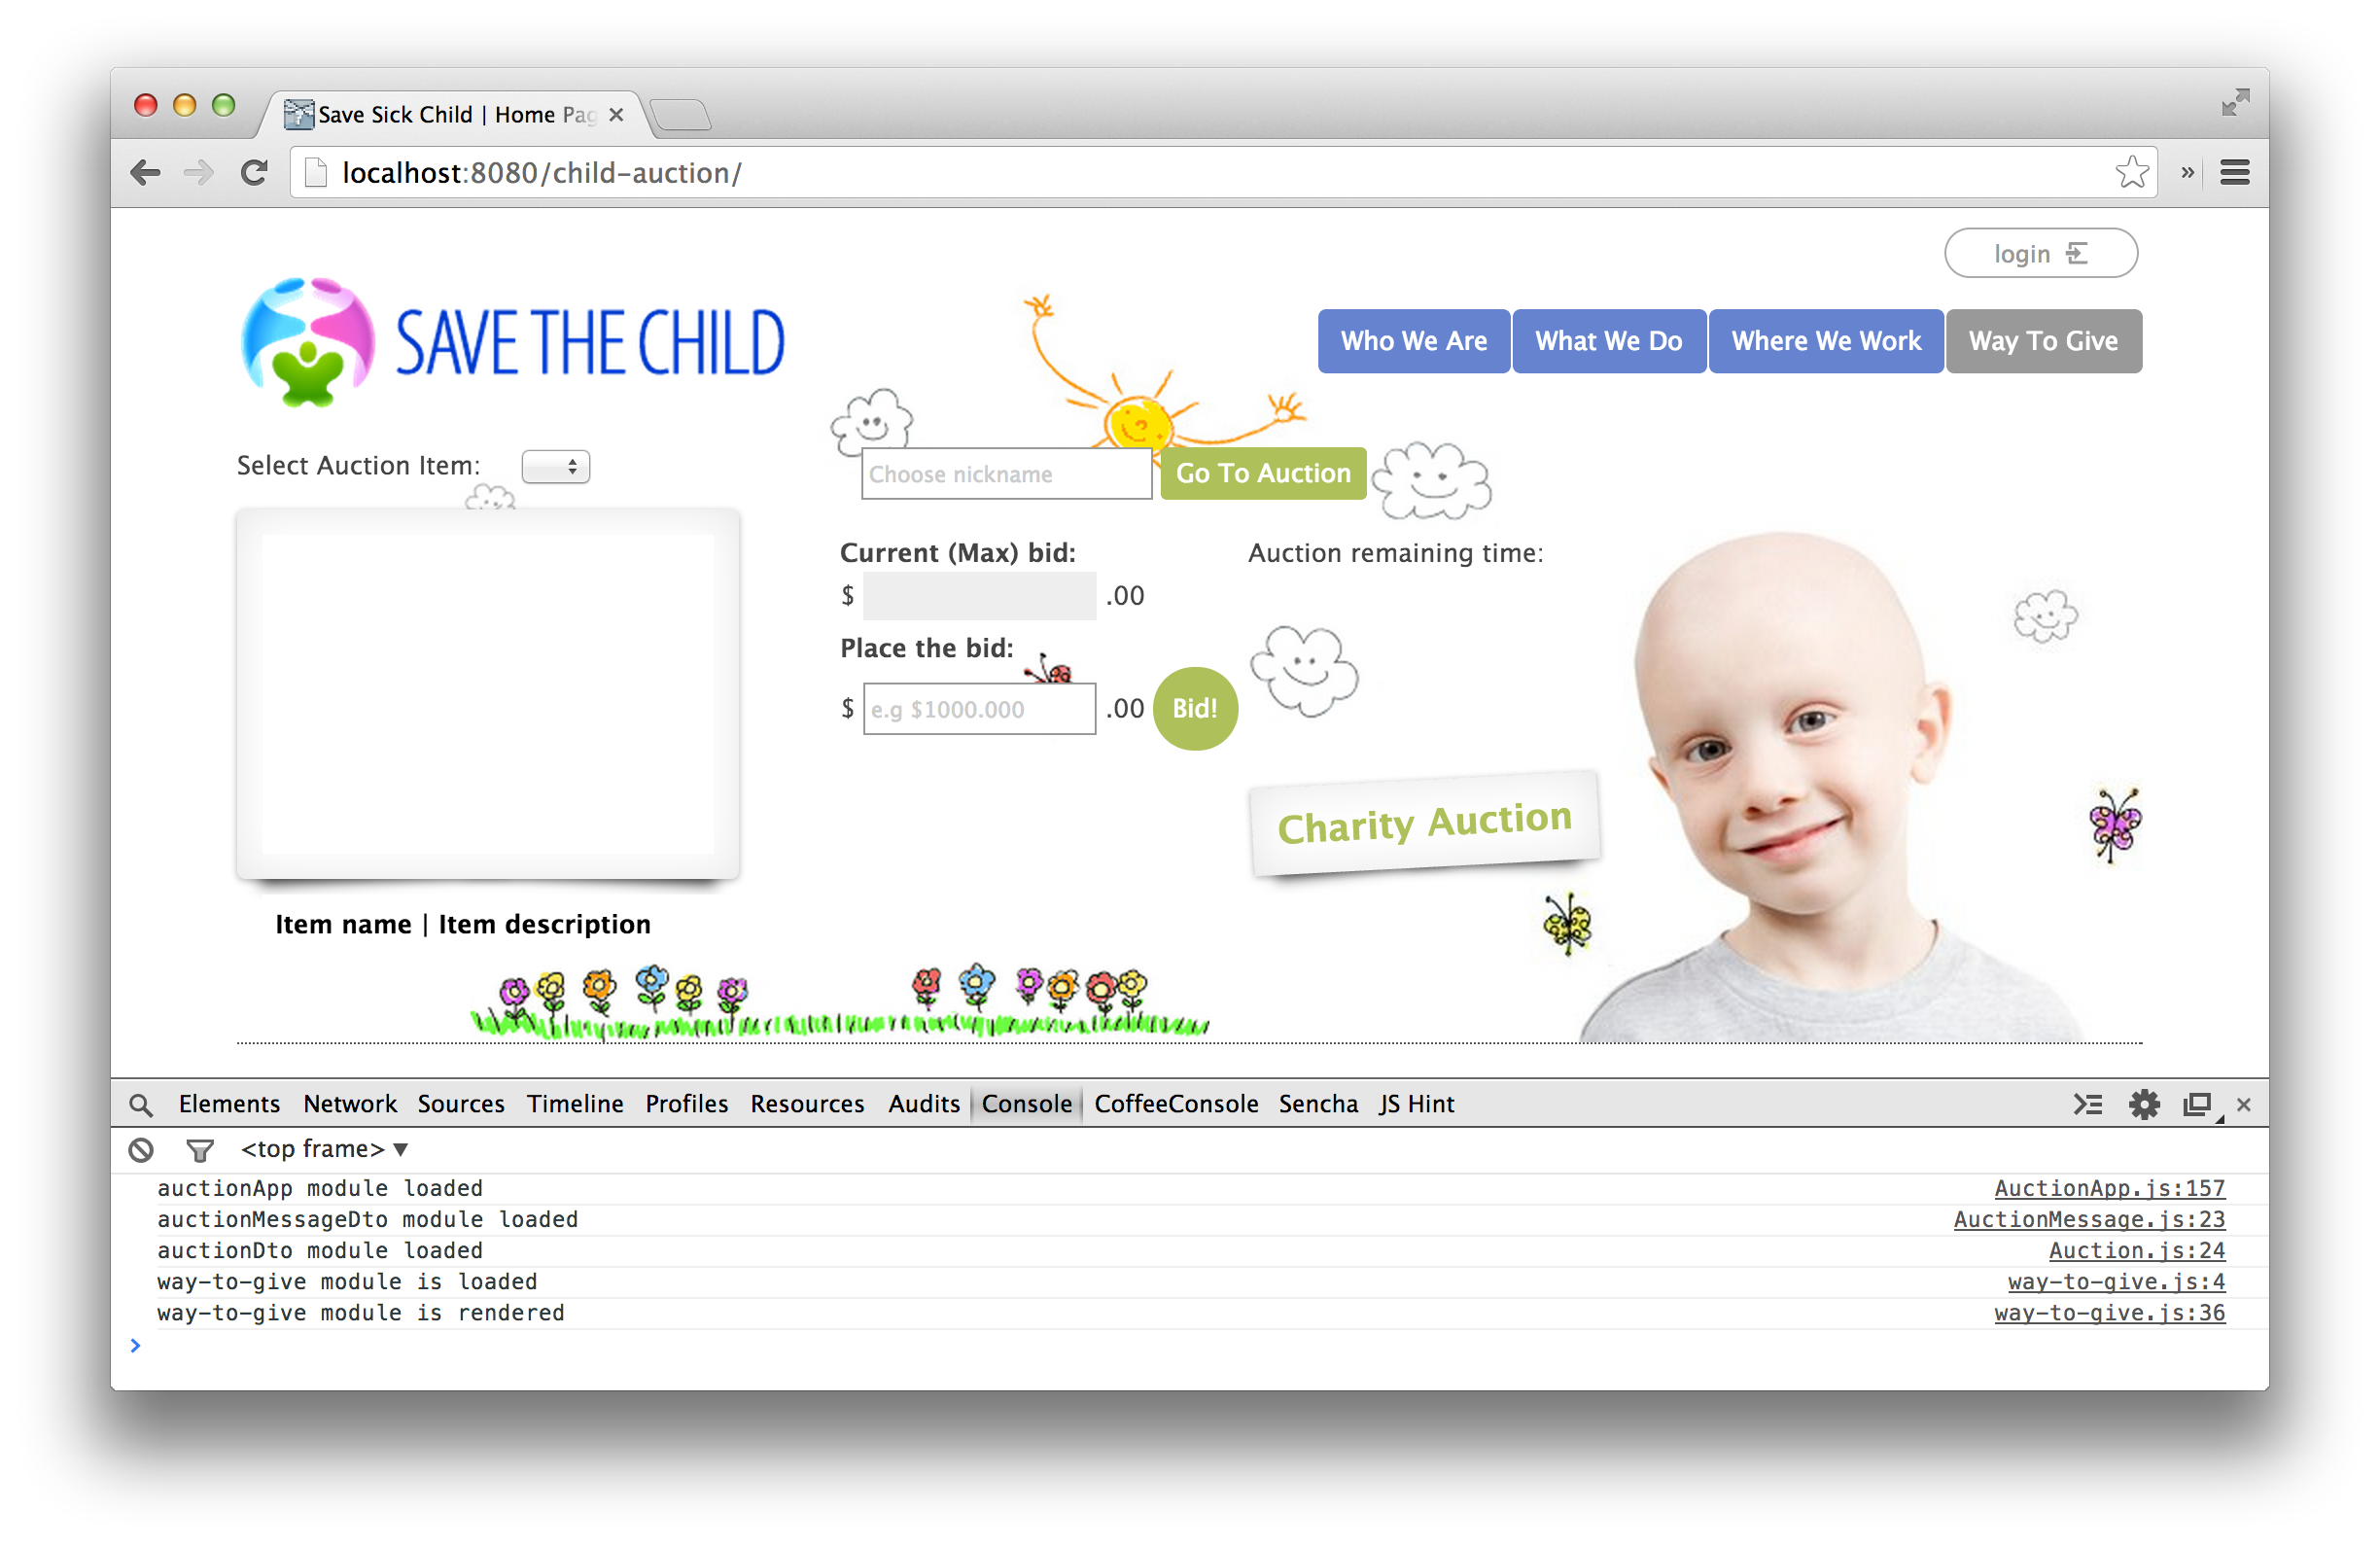 Save Sick Child | Home Pag
localhost:8080/child-auction/
login
SAVE THE CHILD
Who We Are What We Do Where We Work Way To Give
Select Auction Item:
Choose nickname Go To Auction
Current (Max) bid: Auction remaining time:
$ .00
Place the bid:
$ e.g $1000.000 .00 Bid!
Charity Auction
Item name | Item description
Elements Network Sources Timeline Profiles Resources Audits Console CoffeeConsole Sencha JS Hint
<top frame>
auctionApp module loaded AuctionApp.js:157
auctionMessageDto module loaded AuctionMessage.js:23
auctionDto module loaded Auction.js:24
way-to-give module is loaded way-to-give.js:4
way-to-give module is rendered way-to-give.js:36